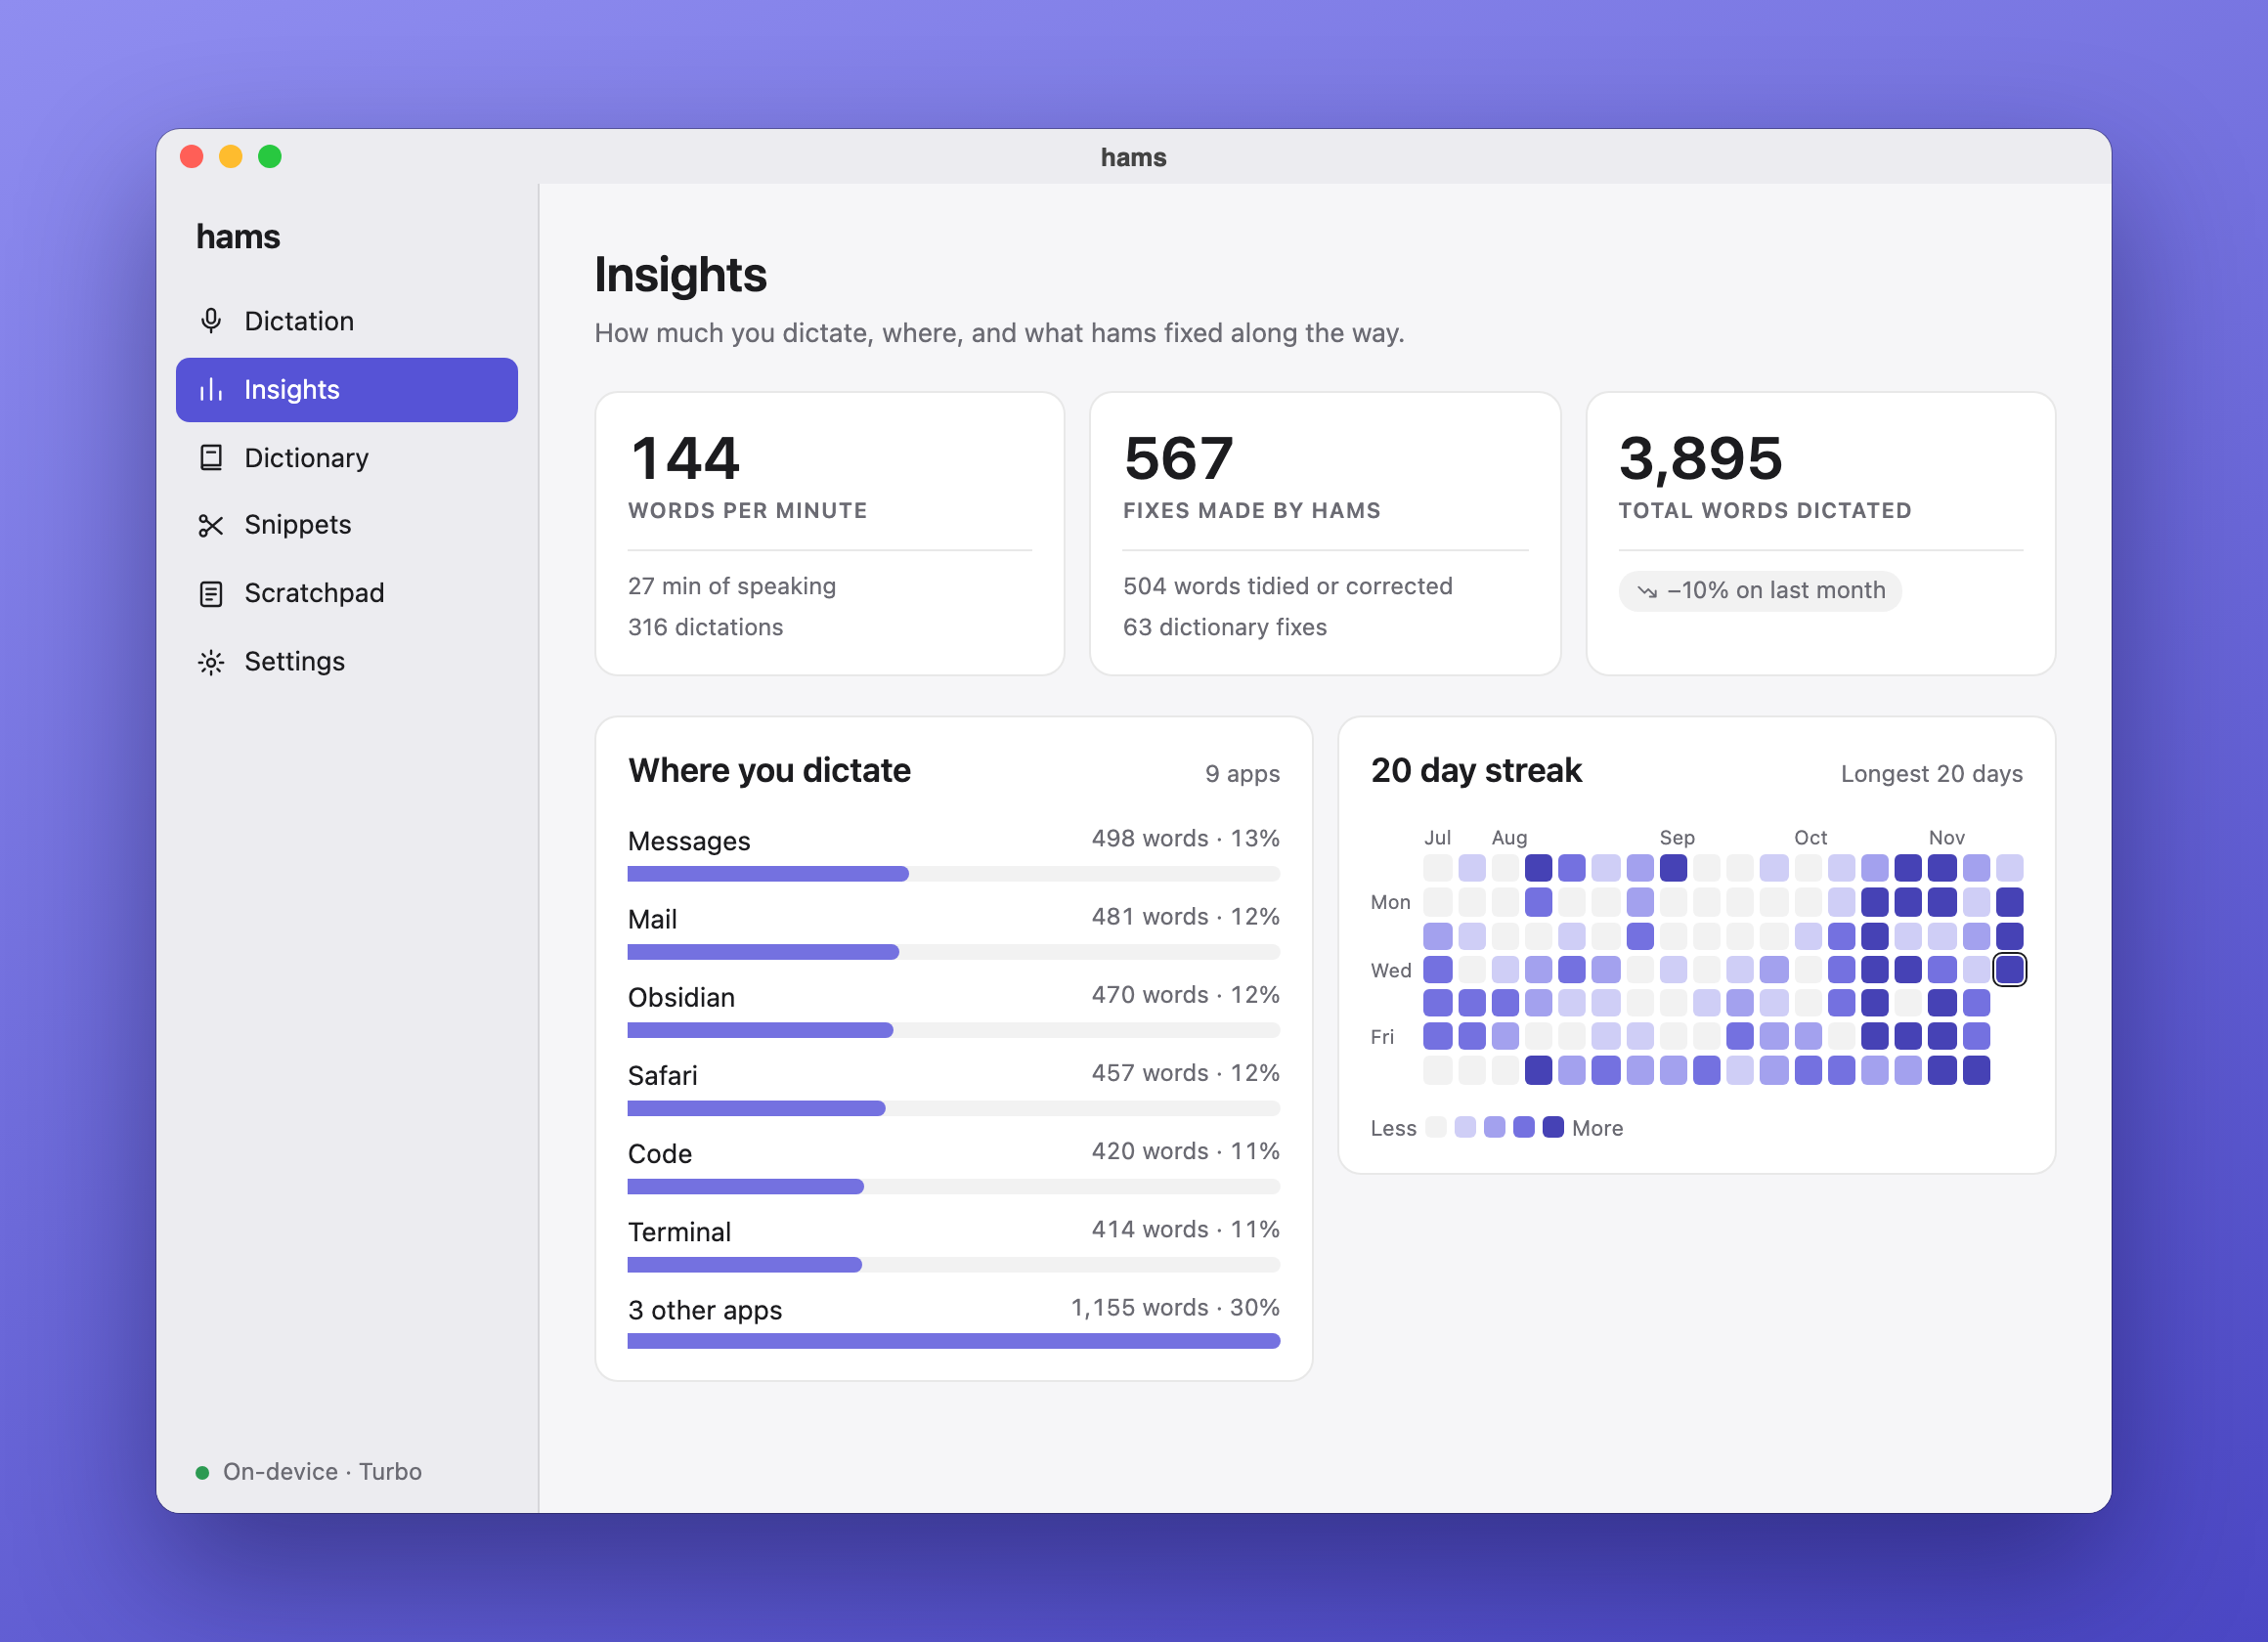 hams
hams
Dictation
Insights
Dictionary
Snippets
Scratchpad
Settings
On-device · Turbo
Insights
How much you dictate, where, and what hams fixed along the way.
144
WORDS PER MINUTE
27 min of speaking
316 dictations
567
FIXES MADE BY HAMS
504 words tidied or corrected
63 dictionary fixes
3,895
TOTAL WORDS DICTATED
–10% on last month
Where you dictate 9 apps
Messages 498 words · 13%
Mail 481 words · 12%
Obsidian 470 words · 12%
Safari 457 words · 12%
Code 420 words · 11%
Terminal 414 words · 11%
3 other apps 1,155 words · 30%
20 day streak Longest 20 days
Jul Aug Sep Oct Nov
Mon
Wed
Fri
Less More